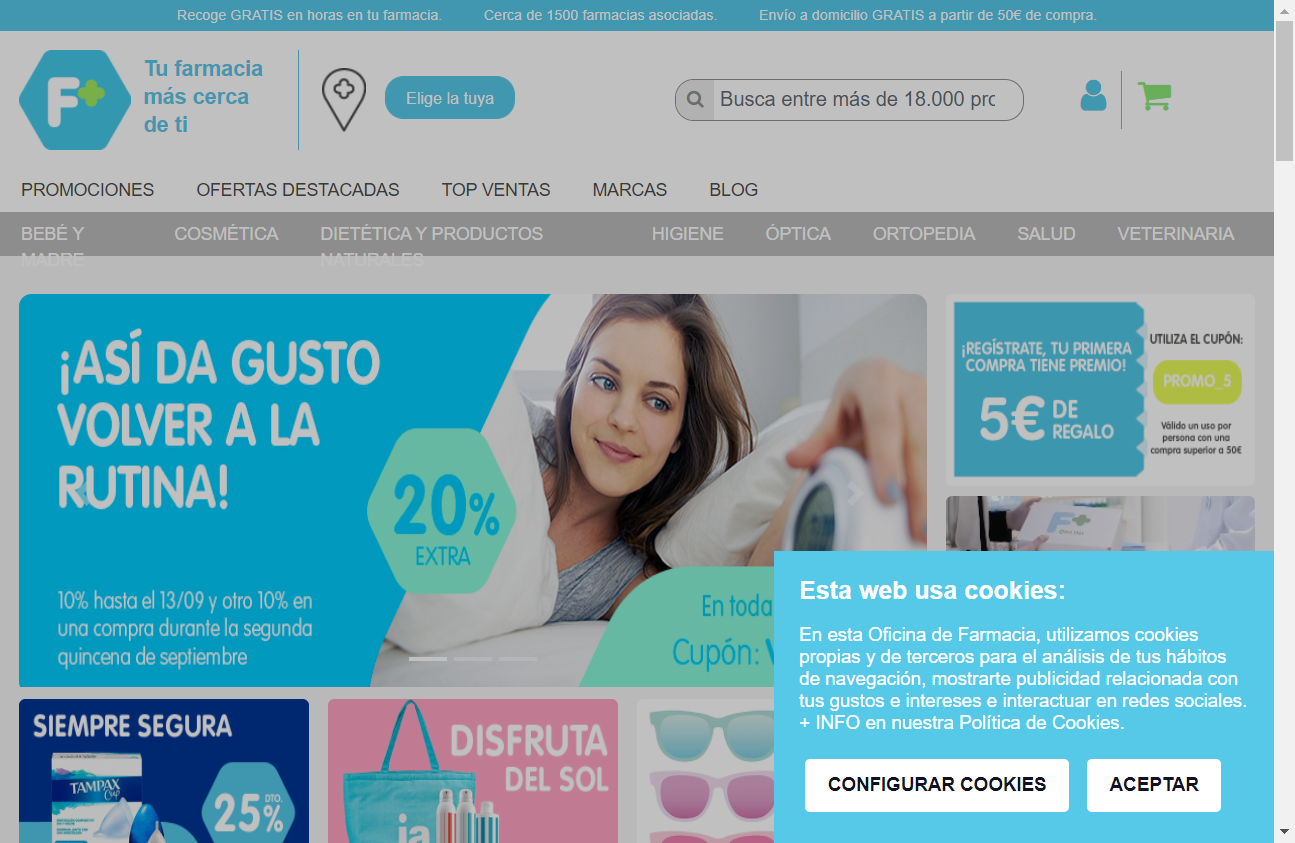 Recoge GRATIS en horas en tu farmacia. Cerca de 1500 farmacias asociadas. Envío a domicilio GRATIS a partir de 50€ de compra.
F+
Tu farmacia
más cerca
de ti
Elige la tuya
Busca entre más de 18.000 pro
PROMOCIONES OFERTAS DESTACADAS TOP VENTAS MARCAS BLOG
BEBÉ Y COSMÉTICA DIETÉTICA Y PRODUCTOS HIGIENE ÓPTICA ORTOPEDIA SALUD VETERINARIA
MADRE NATURALES
¡ASÍ DA GUSTO
VOLVER A LA
RUTINA!
20%
EXTRA
10% hasta el 13/09 y otro 10% en
una compra durante la segunda
quincena de septiembre
En toda
Cupón:
¡REGÍSTRATE, TU PRIMERA
COMPRA TIENE PREMIO!
5€ DE
REGALO
UTILIZA EL CUPÓN:
PROMO_5
Válido un uso por
persona con una
compra superior a 50€
F+
SIEMPRE SEGURA
TAMPAX
Cup
25% DTO.
DISFRUTA
DEL SOL
ia
Esta web usa cookies:
En esta Oficina de Farmacia, utilizamos cookies
propias y de terceros para el análisis de tus hábitos
de navegación, mostrarte publicidad relacionada con
tus gustos e intereses e interactuar en redes sociales.
+ INFO en nuestra Política de Cookies.
CONFIGURAR COOKIES ACEPTAR